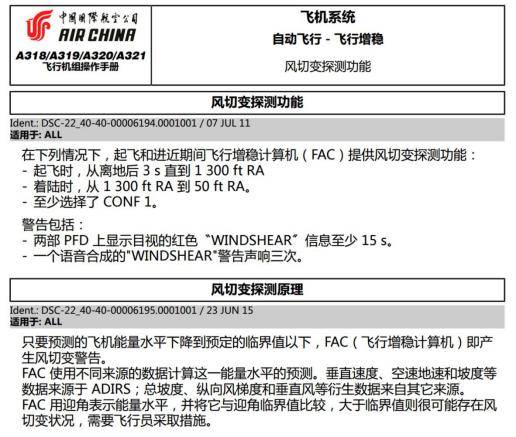 中国国际航空公司
AIR CHINA
A318/A319/A320/A321
飞行机组操作手册
飞机系统
自动飞行 - 飞行增稳
风切变探测功能
风切变探测功能
Ident.: DSC-22_40-40-00006194.0001001 / 07 JUL 11
适用于: ALL
在下列情况下，起飞和进近期间飞行增稳计算机 ( FAC ) 提供风切变探测功能：
- 起飞时，从离地后 3 s 直到 1 300 ft RA
- 着陆时，从 1 300 ft RA 到 50 ft RA。
- 至少选择了 CONF 1。
警告包括：
- 两部 PFD 上显示目视的红色〝WINDSHEAR〞信息至少 15 s。
- 一个语音合成的"WINDSHEAR"警告声响三次。
风切变探测原理
Ident.: DSC-22_40-40-00006195.0001001 / 23 JUN 15
适用于: ALL
只要预测的飞机能量水平下降到预定的临界值以下，FAC ( 飞行增稳计算机 ) 即产
生风切变警告。
FAC 使用不同来源的数据计算这一能量水平的预测。垂直速度、空速地速和坡度等
数据来源于 ADIRS；总坡度、纵向风梯度和垂直风等衍生数据来自其它来源。
FAC 用迎角表示能量水平，并将它与迎角临界值比较，大于临界值则很可能存在风
切变状况，需要飞行员采取措施。